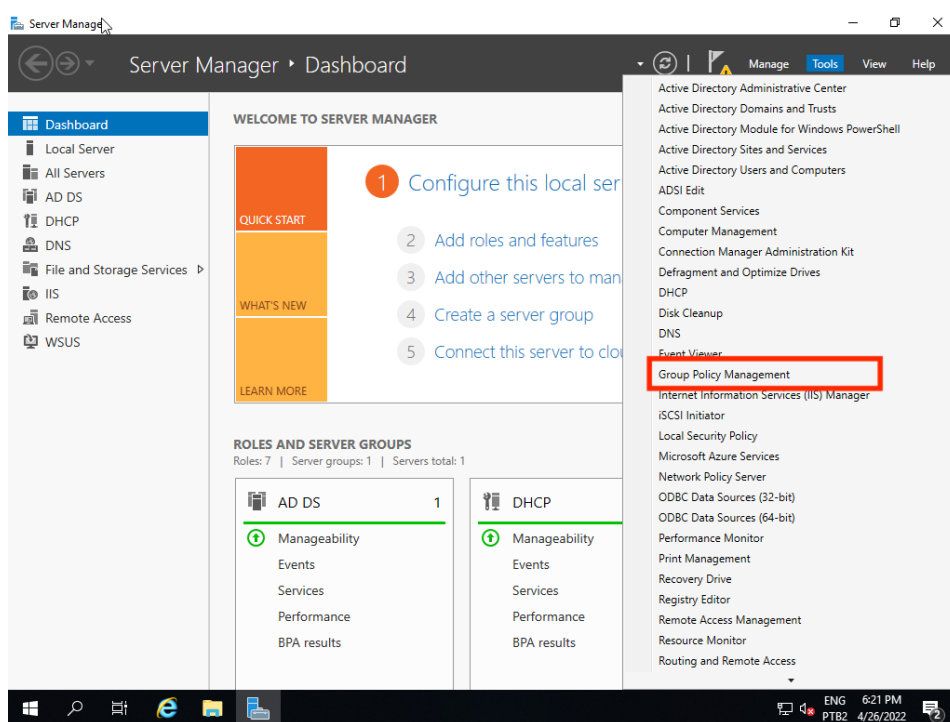 Server Manage
Server Manager • Dashboard
Manage Tools View Help
Dashboard
Local Server
All Servers
AD DS
DHCP
DNS
File and Storage Services
IIS
Remote Access
WSUS
WELCOME TO SERVER MANAGER
QUICK START
WHAT'S NEW
LEARN MORE
1 Configure this local ser
2 Add roles and features
3 Add other servers to man
4 Create a server group
5 Connect this server to clou
ROLES AND SERVER GROUPS
Roles: 7 | Server groups: 1 | Servers total: 1
AD DS 1
Manageability
Events
Services
Performance
BPA results
DHCP
Manageability
Events
Services
Performance
BPA results
Active Directory Administrative Center
Active Directory Domains and Trusts
Active Directory Module for Windows PowerShell
Active Directory Sites and Services
Active Directory Users and Computers
ADSI Edit
Component Services
Computer Management
Connection Manager Administration Kit
Defragment and Optimize Drives
DHCP
Disk Cleanup
DNS
Event Viewer
Group Policy Management
Internet Information Services (IIS) Manager
iSCSI Initiator
Local Security Policy
Microsoft Azure Services
Network Policy Server
ODBC Data Sources (32-bit)
ODBC Data Sources (64-bit)
Performance Monitor
Print Management
Recovery Drive
Registry Editor
Remote Access Management
Resource Monitor
Routing and Remote Access
ENG 6:21 PM
PTB2 4/26/2022
2